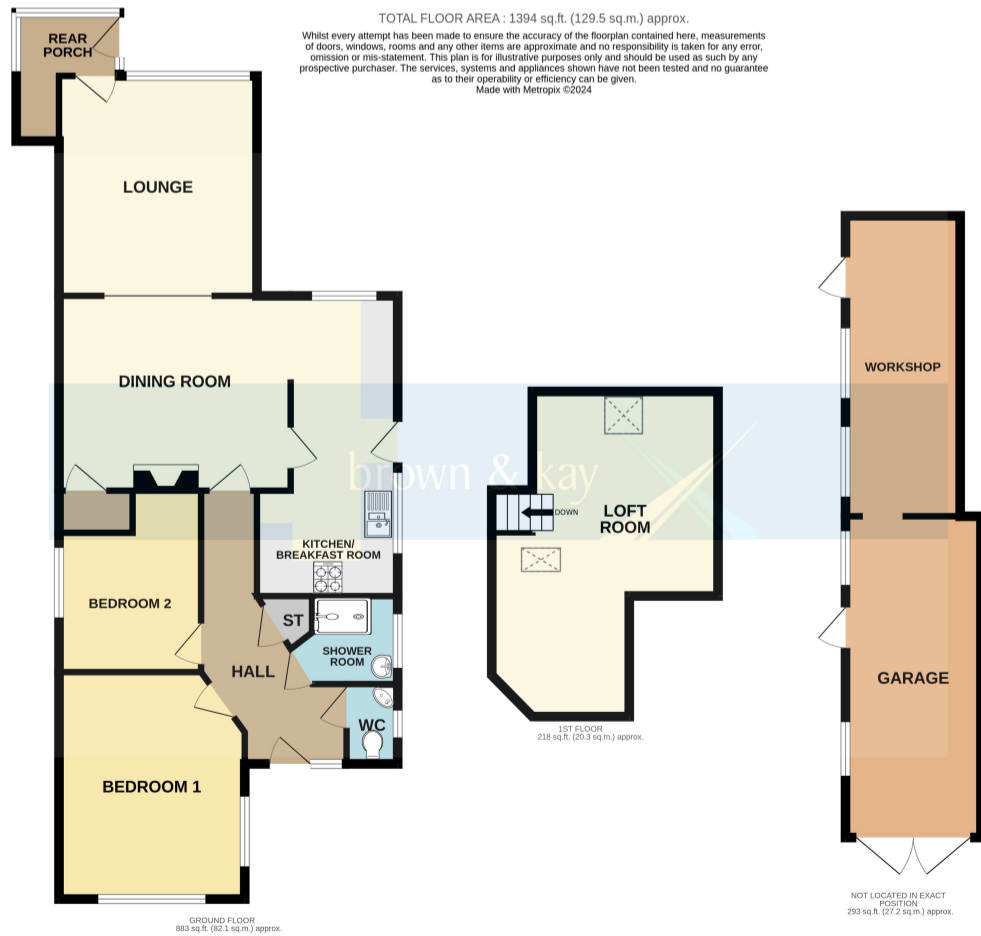 TOTAL FLOOR AREA : 1394 sq.ft. (129.5 sq.m.) approx.
Whilst every attempt has been made to ensure the accuracy of the floorplan contained here, measurements
of doors, windows, rooms and any other items are approximate and no responsibility is taken for any error,
omission or mis-statement. This plan is for illustrative purposes only and should be used as such by any
prospective purchaser. The services, systems and appliances shown have not been tested and no guarantee
as to their operability or efficiency can be given.
Made with Metropix ©2024
REAR
PORCH
LOUNGE
DINING ROOM
KITCHEN/
BREAKFAST ROOM
BEDROOM 2
ST
SHOWER
ROOM
HALL
WC
BEDROOM 1
GROUND FLOOR
883 sq.ft. (82.1 sq.m.) approx.
brown & kay
DOWN
LOFT
ROOM
1ST FLOOR
218 sq.ft. (20.3 sq.m.) approx.
WORKSHOP
GARAGE
NOT LOCATED IN EXACT
POSITION
293 sq.ft. (27.2 sq.m.) approx.